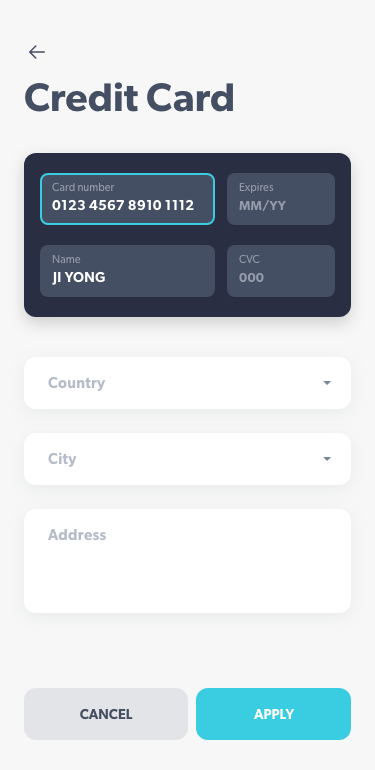 Credit Card
Card number
0123 4567 8910 1112
Expires
MM/YY
Name
JI YONG
CVC
000
Country
City
Address
CANCEL
APPLY